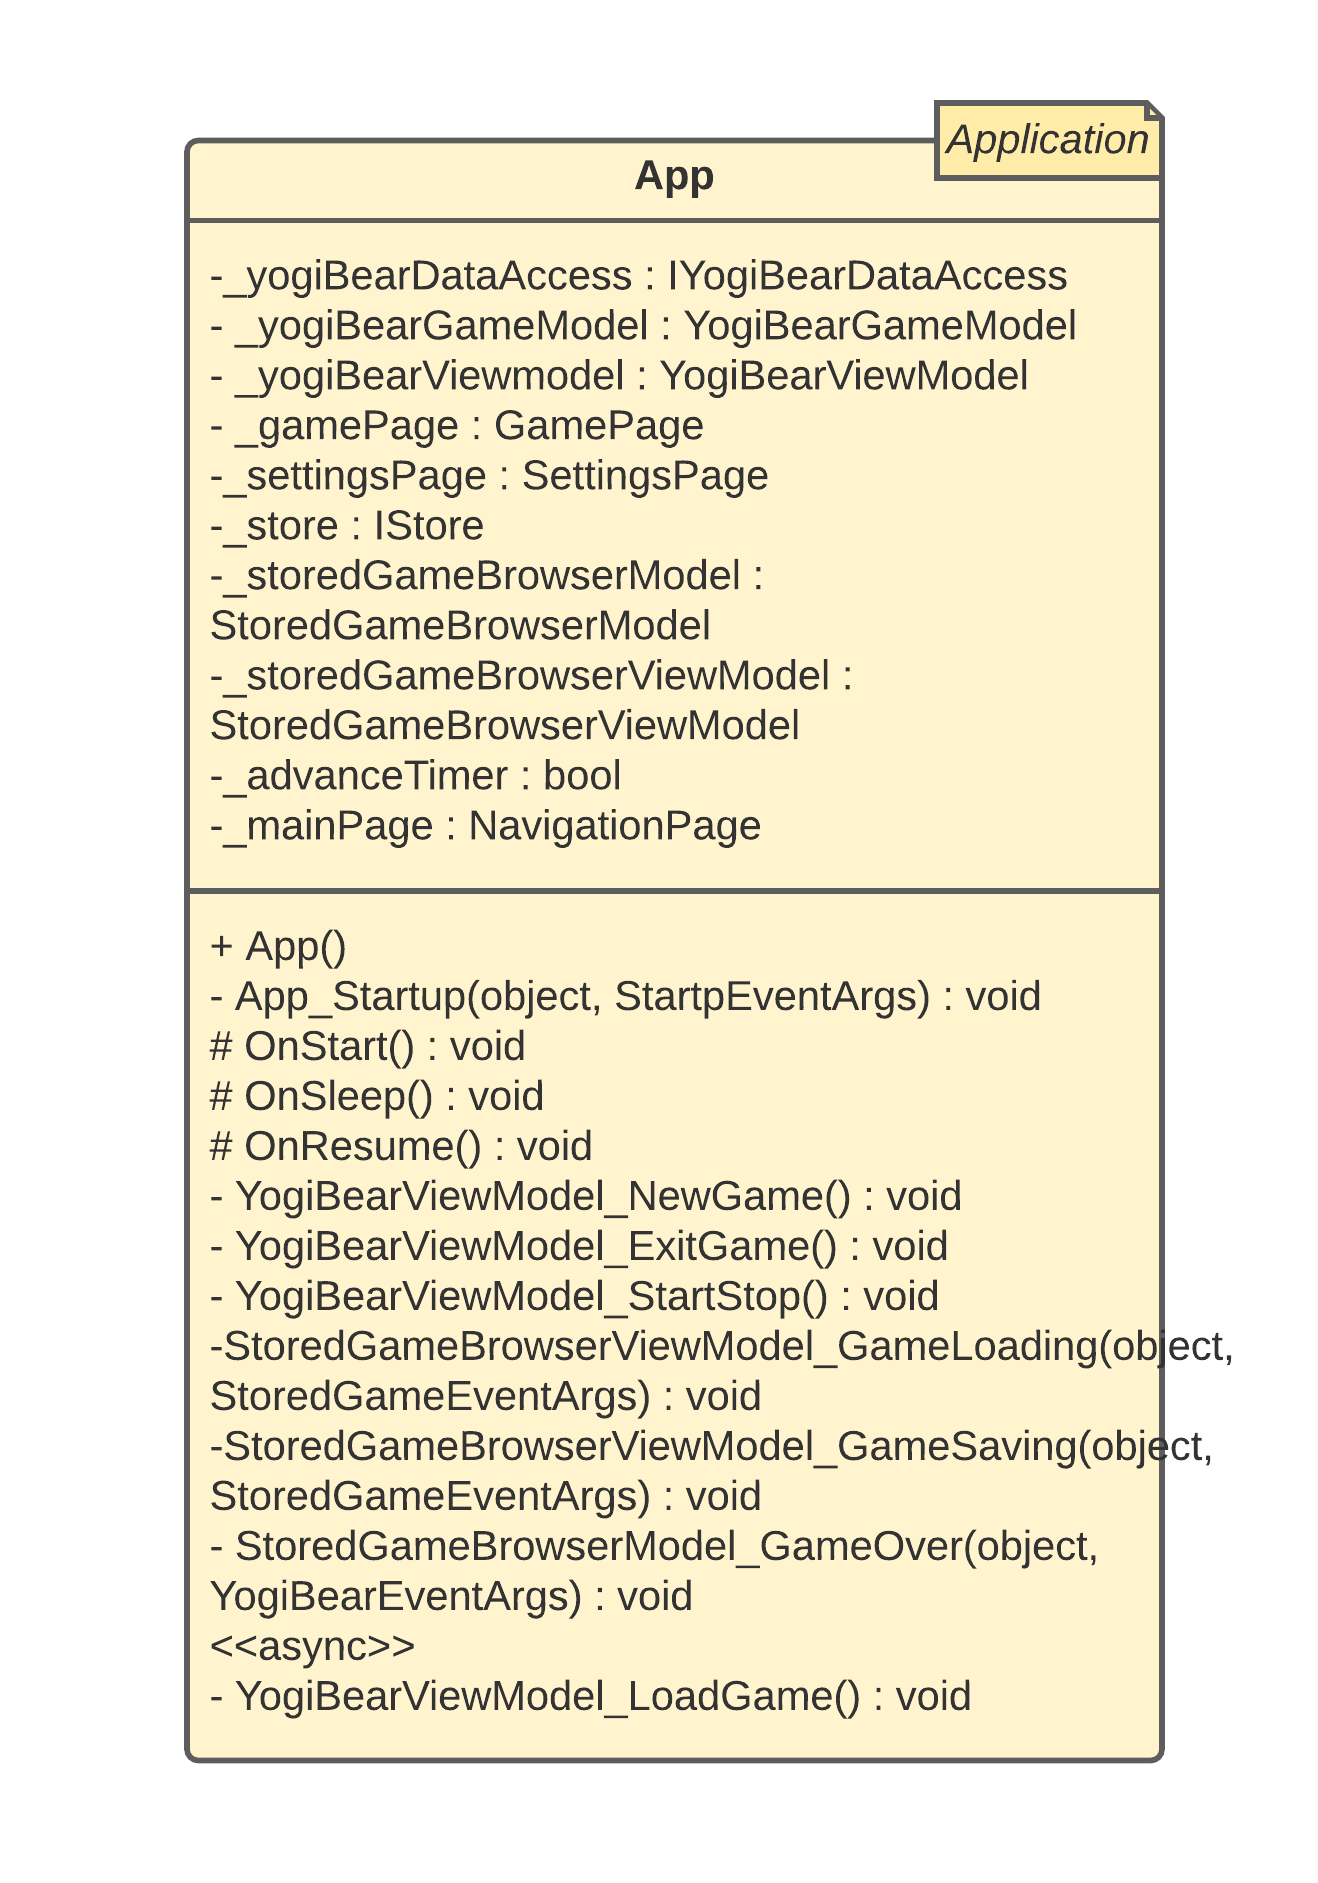 Application
App
-_yogiBearDataAccess : IYogiBearDataAccess
- _yogiBearGameModel : YogiBearGameModel
- _yogiBearViewmodel : YogiBearViewModel
- _gamePage : GamePage
-_settingsPage : SettingsPage
-_store : IStore
-_storedGameBrowserModel :
StoredGameBrowserModel
-_storedGameBrowserViewModel :
StoredGameBrowserViewModel
-_advanceTimer : bool
-_mainPage : NavigationPage
+ App()
- App_Startup(object, StartpEventArgs) : void
# OnStart() : void
# OnSleep() : void
# OnResume() : void
- YogiBearViewModel_NewGame() : void
- YogiBearViewModel_ExitGame() : void
- YogiBearViewModel_StartStop() : void
-StoredGameBrowserViewModel_GameLoading(object,
StoredGameEventArgs) : void
-StoredGameBrowserViewModel_GameSaving(object,
StoredGameEventArgs) : void
- StoredGameBrowserModel_GameOver(object,
YogiBearEventArgs) : void
<<async>>
- YogiBearViewModel_LoadGame() : void